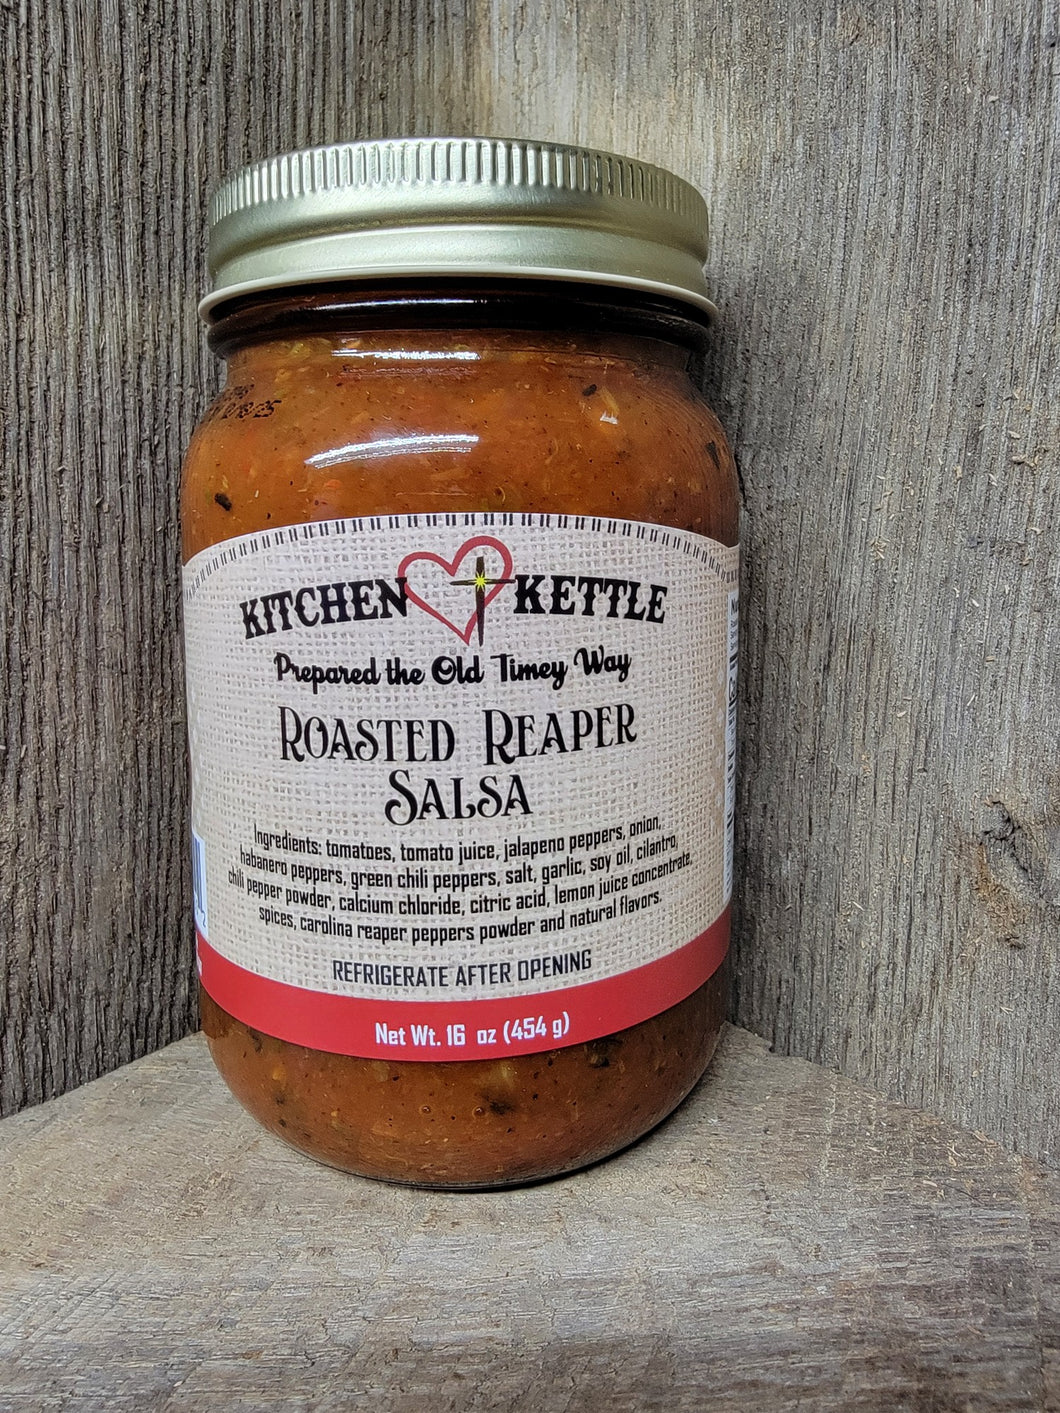 KITCHEN KETTLE
Prepared the Old Timey Way
ROASTED REAPER
SALSA
Ingredients: tomatoes, tomato juice, jalapeno peppers, onion,
habanero peppers, green chili peppers, salt, garlic, soy oil, cilantro,
chili pepper powder, calcium chloride, citric acid, lemon juice concentrate,
spices, carolina reaper peppers powder and natural flavors.
REFRIGERATE AFTER OPENING
Net Wt. 16 oz (454 g)